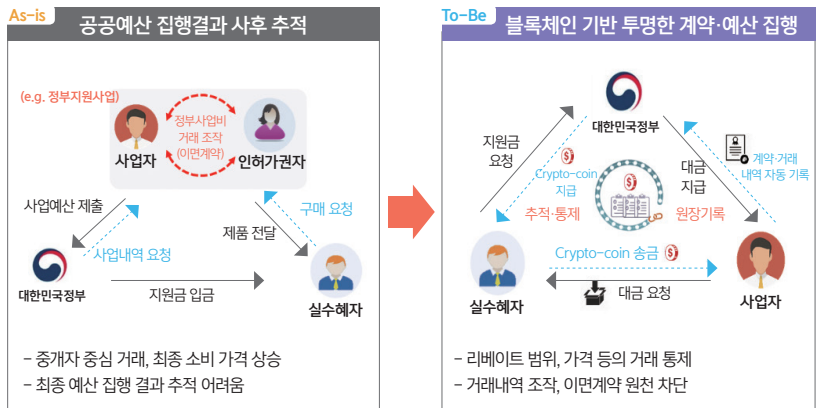 As-is
공공예산 집행결과 사후 추적
(e.g. 정부지원사업)
정부사업비
거래 조작
(이면계약)
사업자
인허가권자
사업예산 제출
사업내역 요청
구매 요청
제품 전달
대한민국정부
지원금 입금
실수혜자
- 중개자 중심 거래, 최종 소비 가격 상승
- 최종 예산 집행 결과 추적 어려움
To-Be
블록체인 기반 투명한 계약·예산 집행
대한민국정부
지원금
요청
Crypto-coin
지급
대금
지급
계약·거래
내역 자동 기록
추적·통제
원장기록
Crypto-coin 송금
대금 요청
실수혜자
사업자
- 리베이트 범위, 가격 등의 거래 통제
- 거래내역 조작, 이면계약 원천 차단